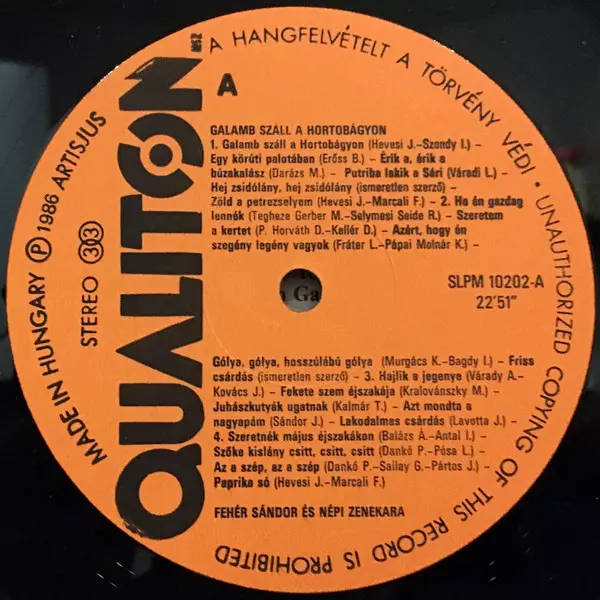 A HANGFELVÉTELT A TÖRVÉNY VÉDI • UNAUTHORIZED COPYING OF THIS RECORD IS PROHIBITED
MADE IN HUNGARY Ⓟ 1986 ARTISJUS
STEREO 33
QUALITON
A
GALAMB SZÁLL A HORTOBÁGYON
1. Galamb száll a Hortobágyon (Hevesi J.–Szondy I.) –
Egy körúti palotában (Erőss B.) – Érik a, érik a
búzakalász (Darázs M.) – Putriba lakik a Sári (Váradi L.) –
Hej zsidólány, hej zsidólány (ismeretlen szerző) –
Zöld a petrezselyem (Hevesi J.–Marcali F.) – 2. Ha én gazdag
lennék (Tegheze Gerber M.–Selymesi Seide R.) – Szeretem
a kertet (P. Horváth D.–Kellér D.) – Azért, hogy én
szegény legény vagyok (Fráter L.–Pápai Molnár K.) –
SLPM 10202-A
22'51"
Gólya, gólya, hosszúlábú gólya (Murgács K.–Bagdy I.) – Friss
csárdás (ismeretlen szerző) – 3. Hajlik a jegenye (Várady A.–
Kovács J.) – Fekete szem éjszakája (Kralovánszky M.) –
Juhászkutyák ugatnak (Kalmár T.) – Azt mondta a
nagyapám (Sándor J.) – Lakodalmes csárdás (Lavotta J.) –
4. Szeretnék május éjszakákon (Balázs Á.–Antal I.) –
Szőke kislány csitt, csitt, csitt (Dankó P.–Pósa L.) –
Az a szép, az a szép (Dankó P.–Sallay G.–Pártos J.) –
Paprika só (Hevesi J.–Marcali F.)
FEHÉR SÁNDOR ÉS NÉPI ZENEKARA